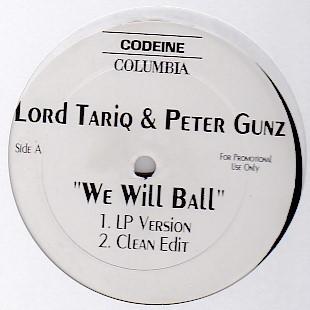 CODEINE
COLUMBIA
LORD TARIQ & PETER GUNZ
Side A
FOR PROMOTIONAL
USE ONLY
"WE WILL BALL"
1. LP VERSION
2. CLEAN EDIT